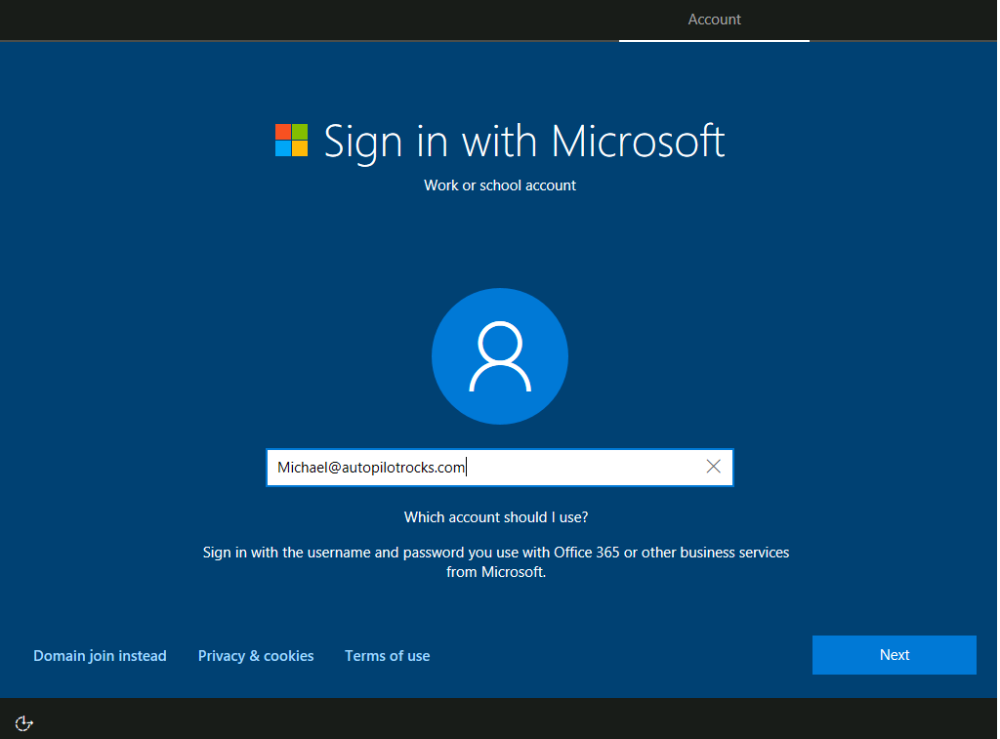 Account
Sign in with Microsoft
Work or school account
Michael@autopilotrocks.com
Which account should I use?
Sign in with the username and password you use with Office 365 or other business services
from Microsoft.
Domain join instead
Privacy & cookies
Terms of use
Next